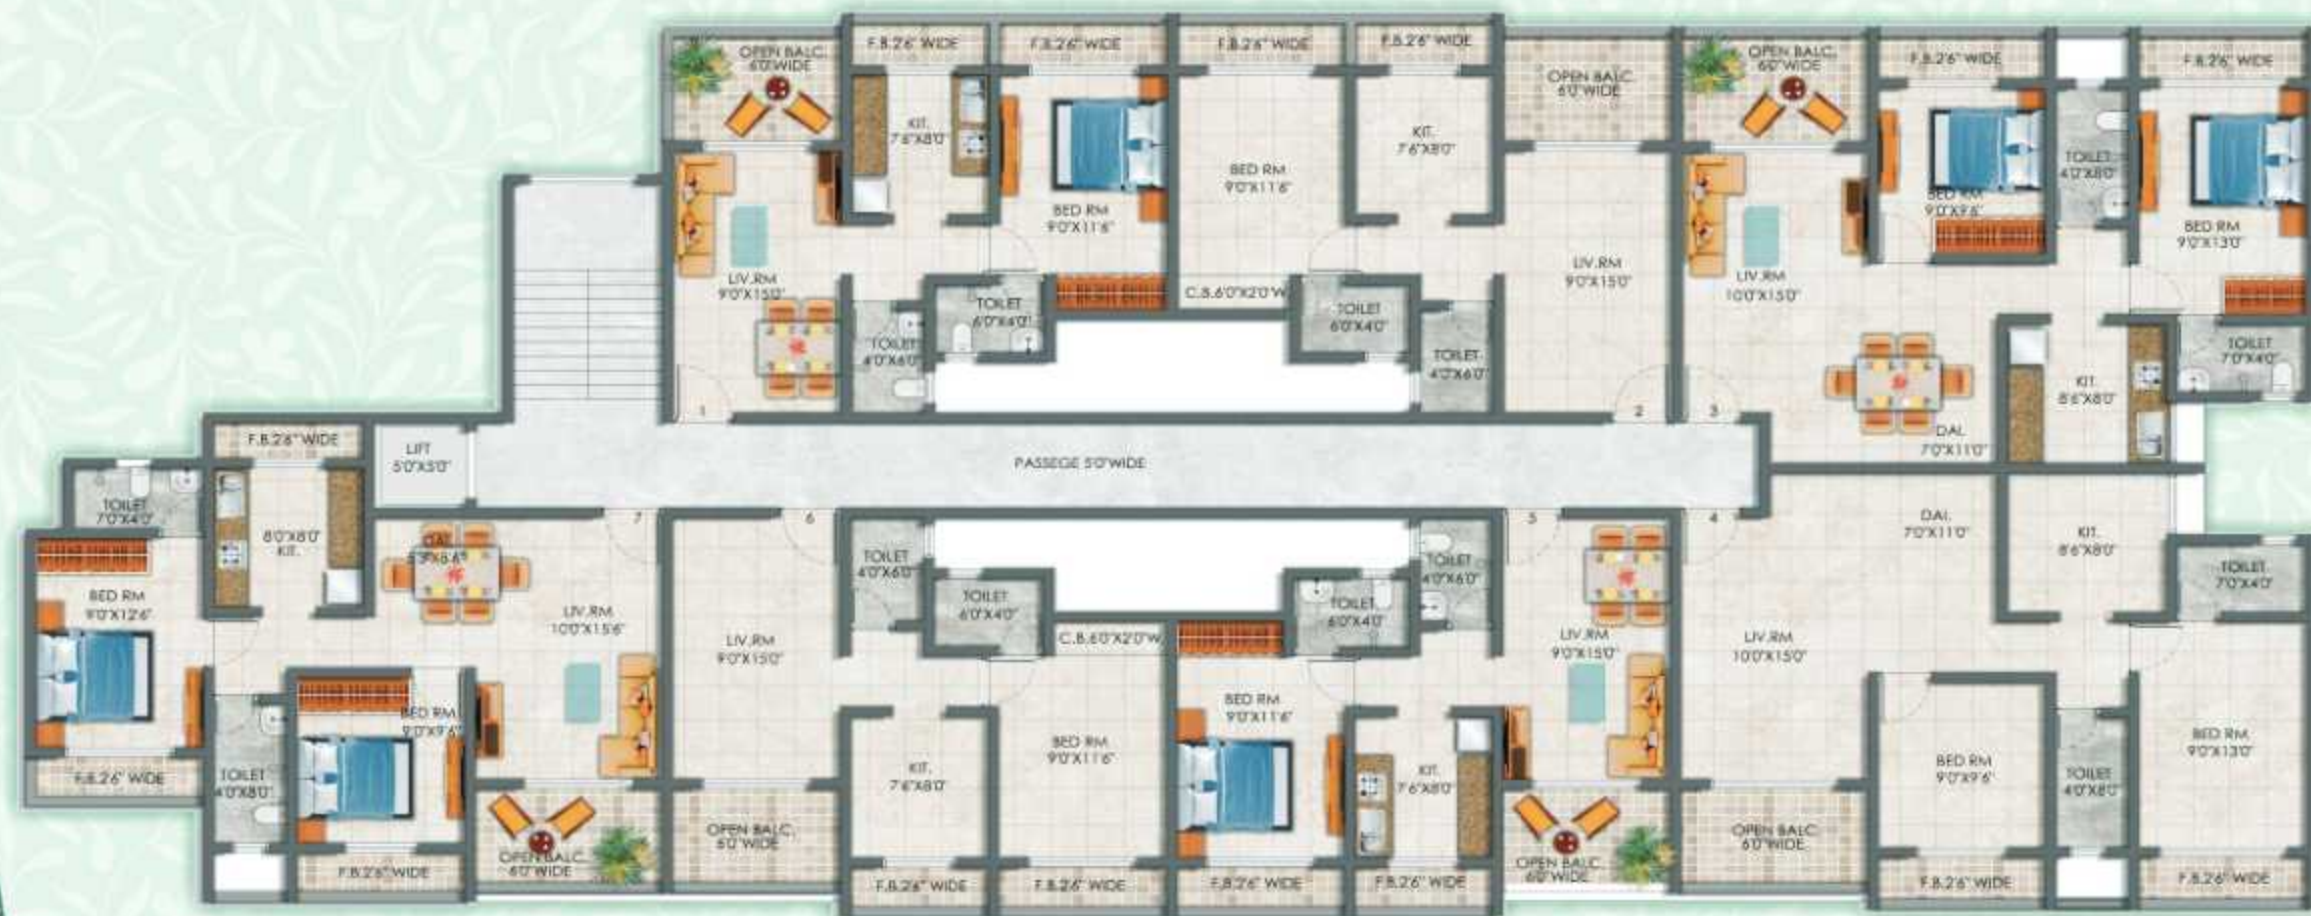 OPEN BALC.
6'0"WIDE
F.B.2'6" WIDE
F.B.2'6" WIDE
F.B.2'6" WIDE
F.B.2'6" WIDE
OPEN BALC.
6'0"WIDE
OPEN BALC.
6'0"WIDE
F.B.2'6" WIDE
F.B.2'6" WIDE
KIT.
7'6"X8'0"
BED RM
9'0"X11'6"
BED RM
9'0"X11'6"
KIT.
7'6"X8'0"
BED RM
9'0"X9'6"
TOILET
4'0"X8'0"
BED RM
9'0"X13'0"
LIV.RM
9'0"X15'0"
TOILET
6'0"X4'0"
C.B.6'0"X2'0"W
TOILET
6'0"X4'0"
LIV.RM
9'0"X15'0"
LIV.RM
10'0"X15'0"
TOILET
4'0"X6'0"
TOILET
4'0"X6'0"
TOILET
7'0"X4'0"
KIT.
8'6"X8'0"
1
2
3
DAI.
7'0"X11'0"
F.B.2'6" WIDE
LIFT
5'0"X5'0"
PASSEGE 5'0"WIDE
TOILET
7'0"X4'0"
8'0"X8'0"
KIT.
DAI.
5'3"X8'6"
7
6
5
4
DAI.
7'0"X11'0"
KIT.
8'6"X8'0"
TOILET
4'0"X6'0"
TOILET
4'0"X6'0"
TOILET
7'0"X4'0"
BED RM
9'0"X12'6"
LIV.RM
10'0"X15'6"
LIV.RM
9'0"X15'0"
TOILET
6'0"X4'0"
C.B.6'0"X2'0"W
TOILET
6'0"X4'0"
LIV.RM
9'0"X15'0"
LIV.RM
10'0"X15'0"
BED RM
9'0"X9'6"
BED RM
9'0"X11'6"
BED RM
9'0"X11'6"
BED RM
9'0"X13'0"
F.B.2'6" WIDE
TOILET
4'0"X8'0"
KIT.
7'6"X8'0"
KIT.
7'6"X8'0"
BED RM
9'0"X9'6"
TOILET
4'0"X8'0"
OPEN BALC.
6'0"WIDE
OPEN BALC.
6'0"WIDE
OPEN BALC.
6'0"WIDE
OPEN BALC.
6'0"WIDE
F.B.2'6" WIDE
F.B.2'6" WIDE
F.B.2'6" WIDE
F.B.2'6" WIDE
F.B.2'6" WIDE
F.B.2'6" WIDE
F.B.2'6" WIDE